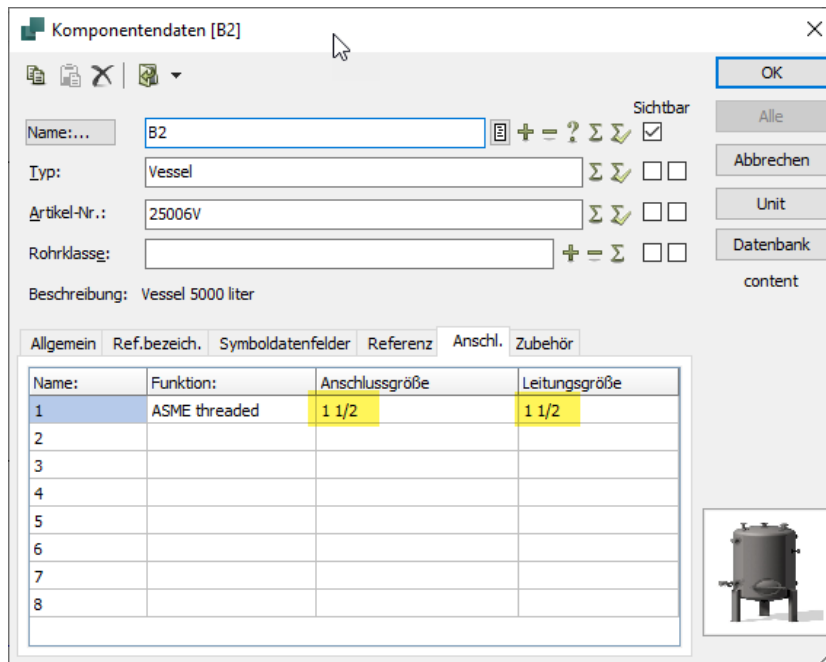 Komponentendaten [B2]
OK
Sichtbar
Alle
Name:...
B2
Abbrechen
Typ:
Vessel
Unit
Artikel-Nr.:
25006V
Datenbank
Rohrklasse:
content
Beschreibung: Vessel 5000 liter
Allgemein Ref.bezeich. Symboldatenfelder Referenz Anschl. Zubehör
Name: Funktion: Anschlussgröße Leitungsgröße
1 ASME threaded 1 1/2 1 1/2
2
3
4
5
6
7
8